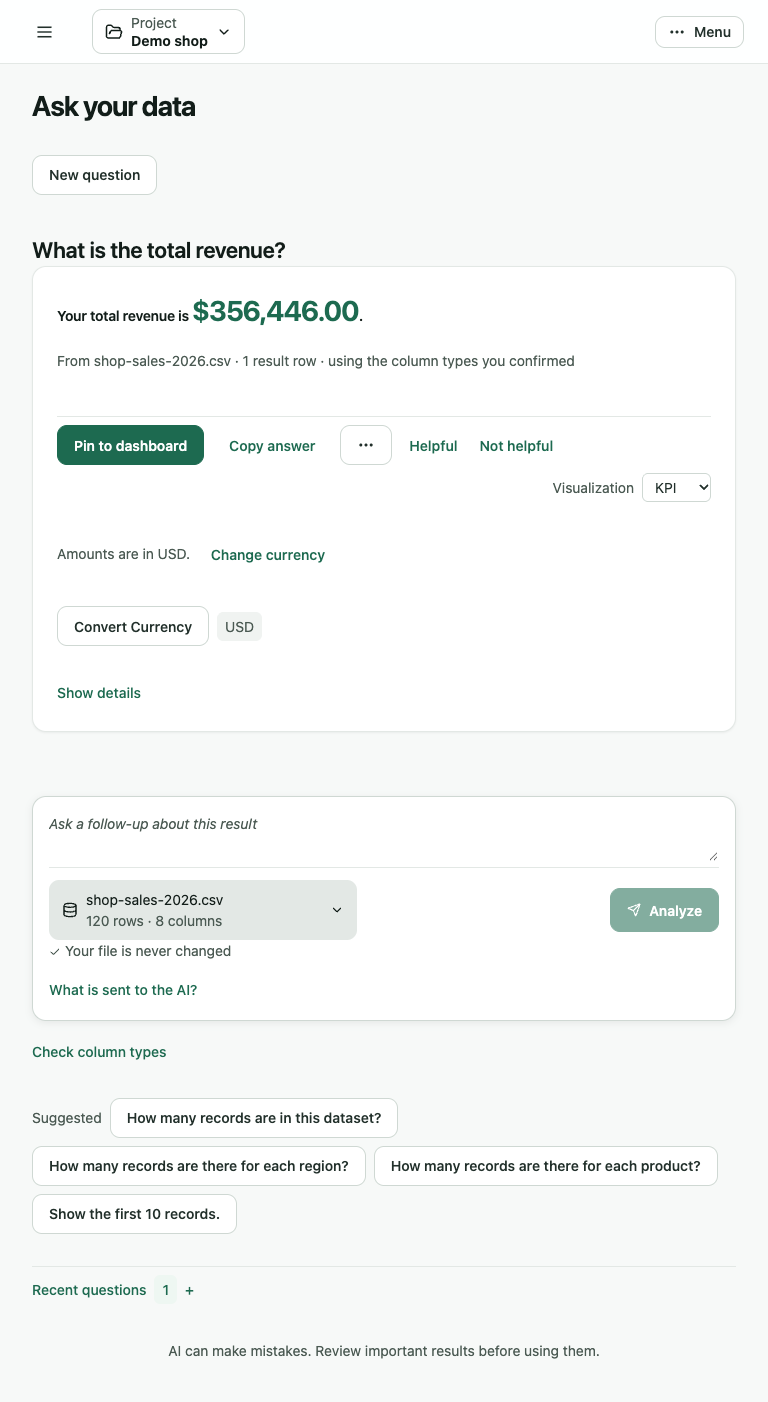 Project
Demo shop
Menu
Ask your data
New question
What is the total revenue?
Your total revenue is $356,446.00.
From shop-sales-2026.csv · 1 result row · using the column types you confirmed
Pin to dashboard
Copy answer
Helpful
Not helpful
Visualization
KPI
Amounts are in USD.
Change currency
Convert Currency
USD
Show details
Ask a follow-up about this result
shop-sales-2026.csv
120 rows · 8 columns
Analyze
Your file is never changed
What is sent to the AI?
Check column types
Suggested
How many records are in this dataset?
How many records are there for each region?
How many records are there for each product?
Show the first 10 records.
Recent questions 1 +
AI can make mistakes. Review important results before using them.